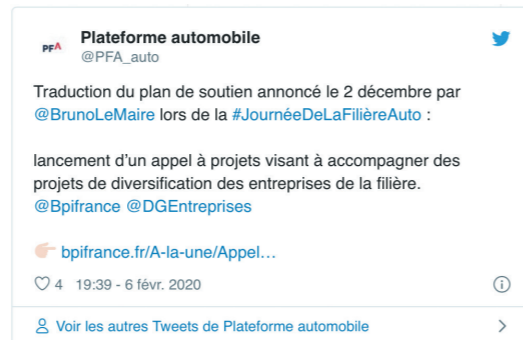 PFA
Plateforme automobile
@PFA_auto
Traduction du plan de soutien annoncé le 2 décembre par
@BrunoLeMaire lors de la #JournéeDeLaFilièreAuto :
lancement d’un appel à projets visant à accompagner des
projets de diversification des entreprises de la filière.
@Bpifrance @DGEntreprises
bpifrance.fr/A-la-une/Appel…
4 19:39 - 6 févr. 2020
Voir les autres Tweets de Plateforme automobile